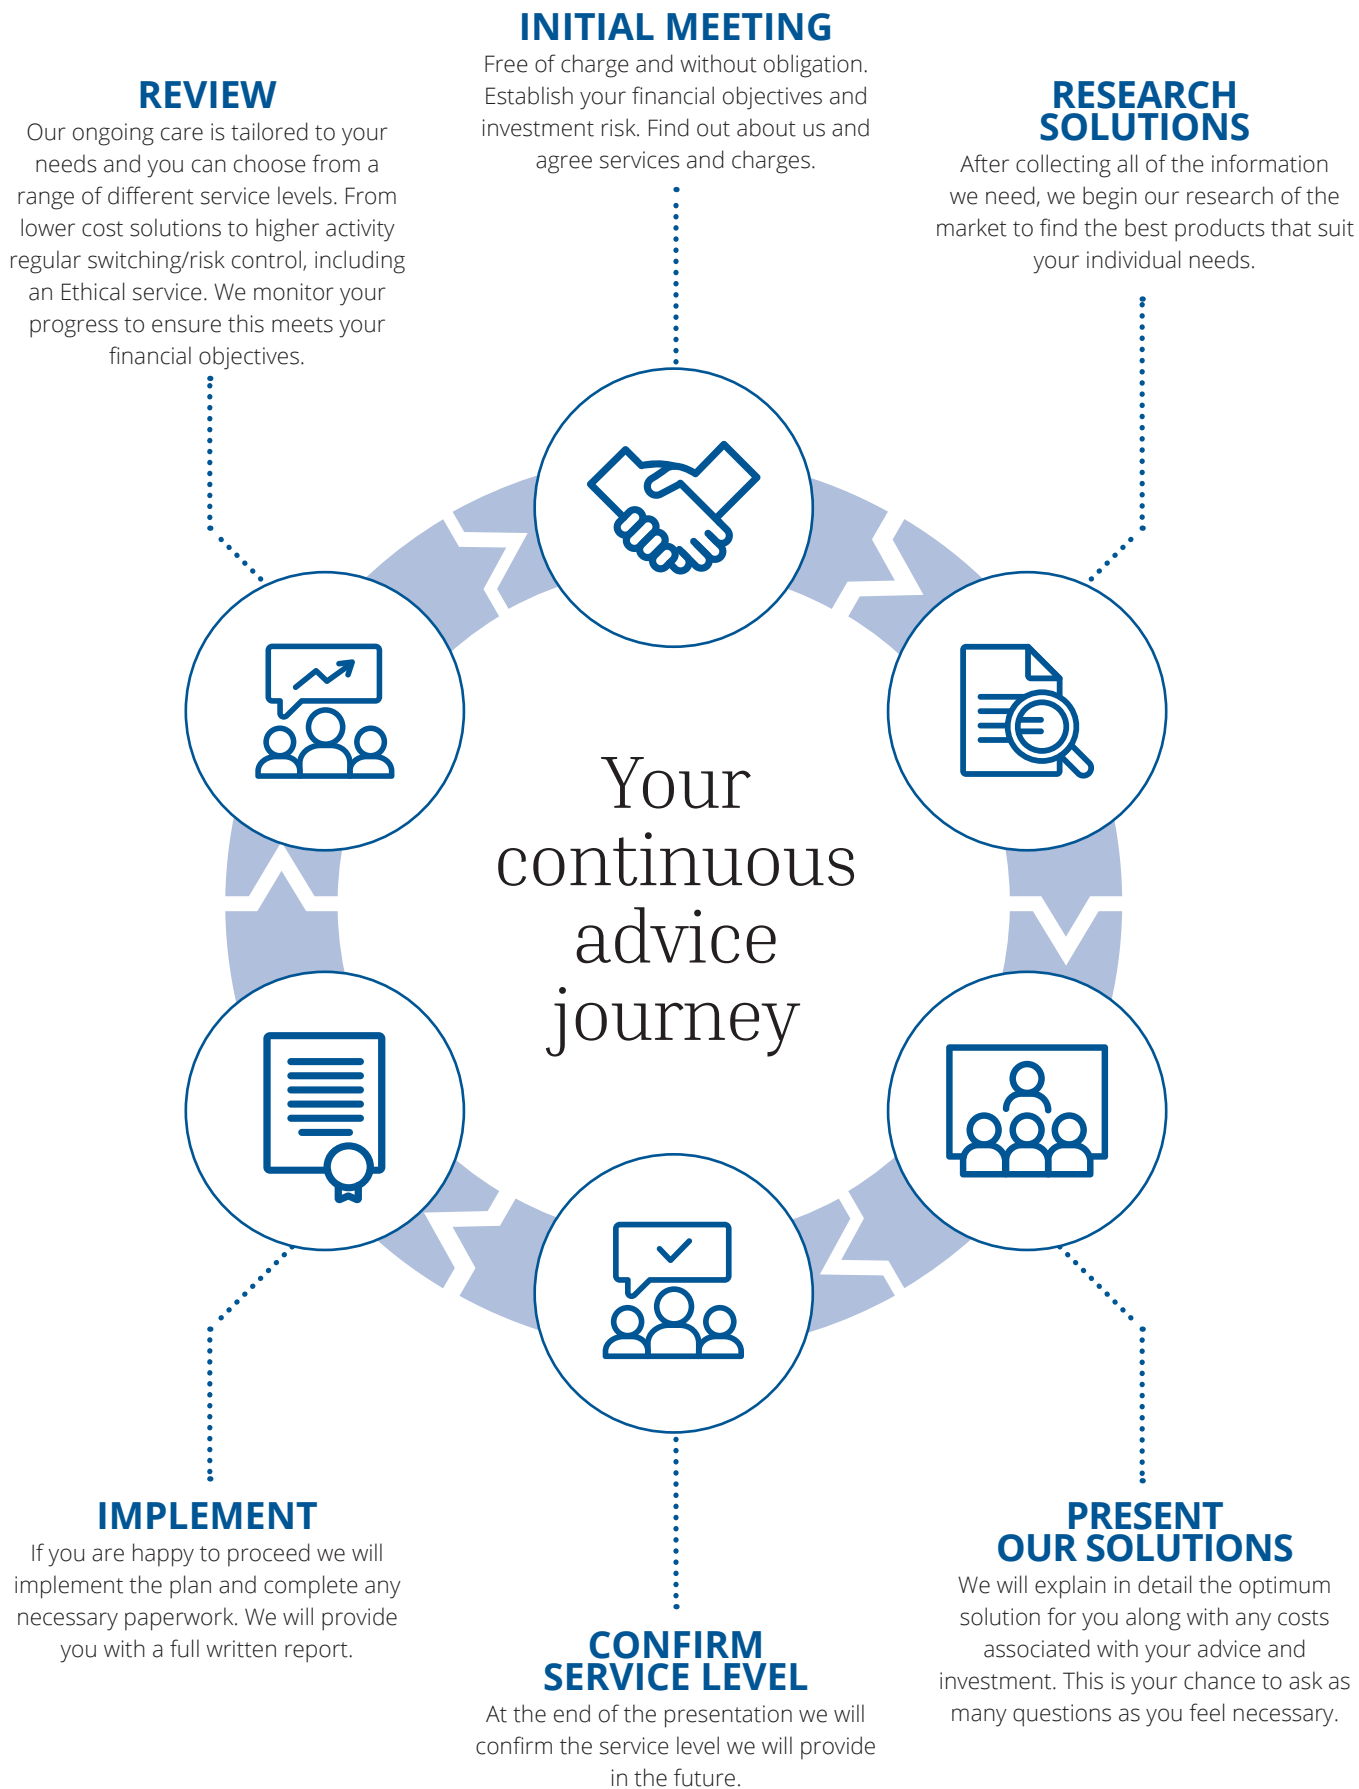 INITIAL MEETING
Free of charge and without obligation.
Establish your financial objectives and
investment risk. Find out about us and
agree services and charges.
RESEARCH
SOLUTIONS
After collecting all of the information
we need, we begin our research of the
market to find the best products that suit
your individual needs.
PRESENT
OUR SOLUTIONS
We will explain in detail the optimum
solution for you along with any costs
associated with your advice and
investment. This is your chance to ask as
many questions as you feel necessary.
CONFIRM
SERVICE LEVEL
At the end of the presentation we will
confirm the service level we will provide
in the future.
IMPLEMENT
If you are happy to proceed we will
implement the plan and complete any
necessary paperwork. We will provide
you with a full written report.
REVIEW
Our ongoing care is tailored to your
needs and you can choose from a
range of different service levels. From
lower cost solutions to higher activity
regular switching/risk control, including
an Ethical service. We monitor your
progress to ensure this meets your
financial objectives.
Your
continuous
advice
journey